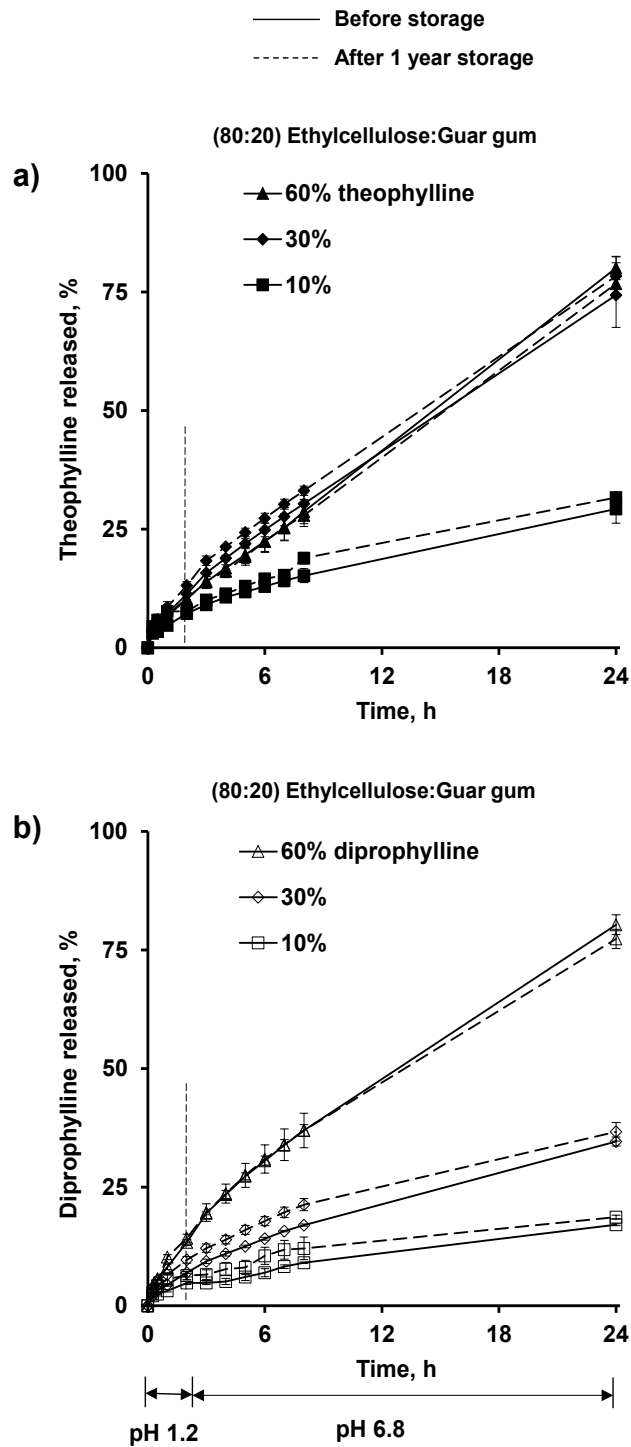 Before storage
After 1 year storage
(80:20) Ethylcellulose:Guar gum
a)
100
75
50
25
0
Theophylline released, %
60% theophylline
30%
10%
0
6
12
18
24
Time, h
(80:20) Ethylcellulose:Guar gum
b)
100
75
50
25
0
Diprophylline released, %
60% diprophylline
30%
10%
0
6
12
18
24
Time, h
pH 1.2
pH 6.8